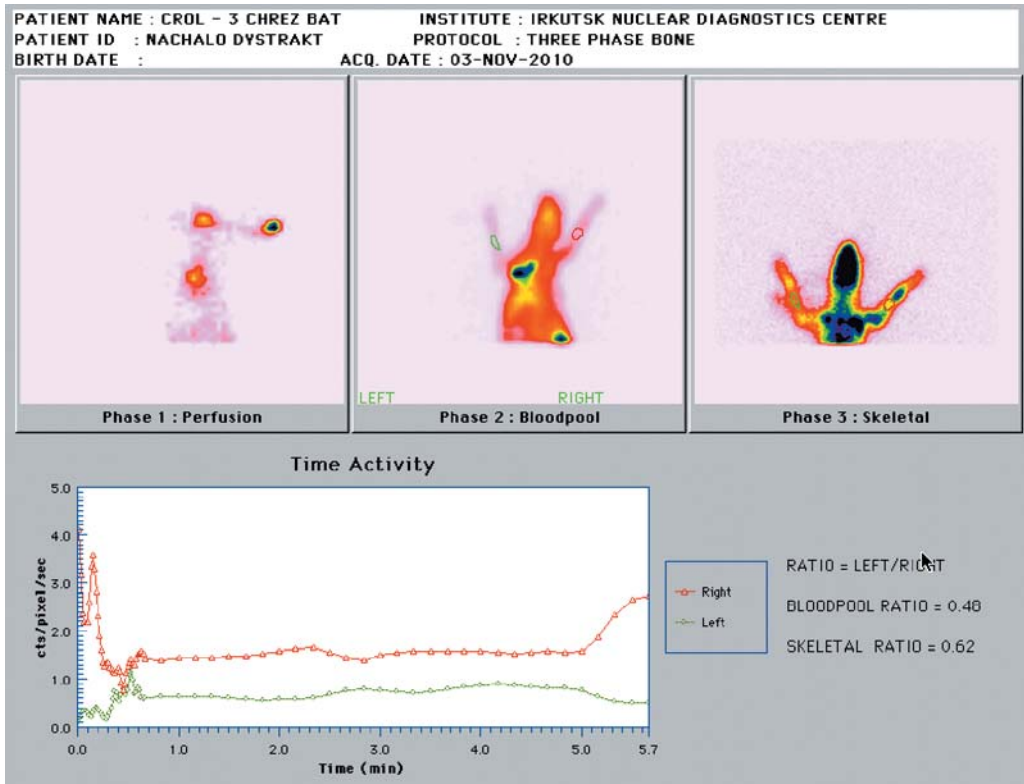 PATIENT NAME : CROL - 3 CHREZ BAT INSTITUTE : IRKUTSK NUCLEAR DIAGNOSTICS CENTRE
PATIENT ID : NACHALO DYSTRAKT PROTOCOL : THREE PHASE BONE
BIRTH DATE : ACQ. DATE : 03-NOV-2010
LEFT RIGHT
Phase 1 : Perfusion Phase 2 : Bloodpool Phase 3 : Skeletal
Time Activity
cts/pixel/sec
5.0
4.0
3.0
2.0
1.0
0.0
0.0 1.0 2.0 3.0 4.0 5.0 5.7
Time (min)
Right
Left
RATIO = LEFT/RIGHT
BLOODPOOL RATIO = 0.48
SKELETAL RATIO = 0.62